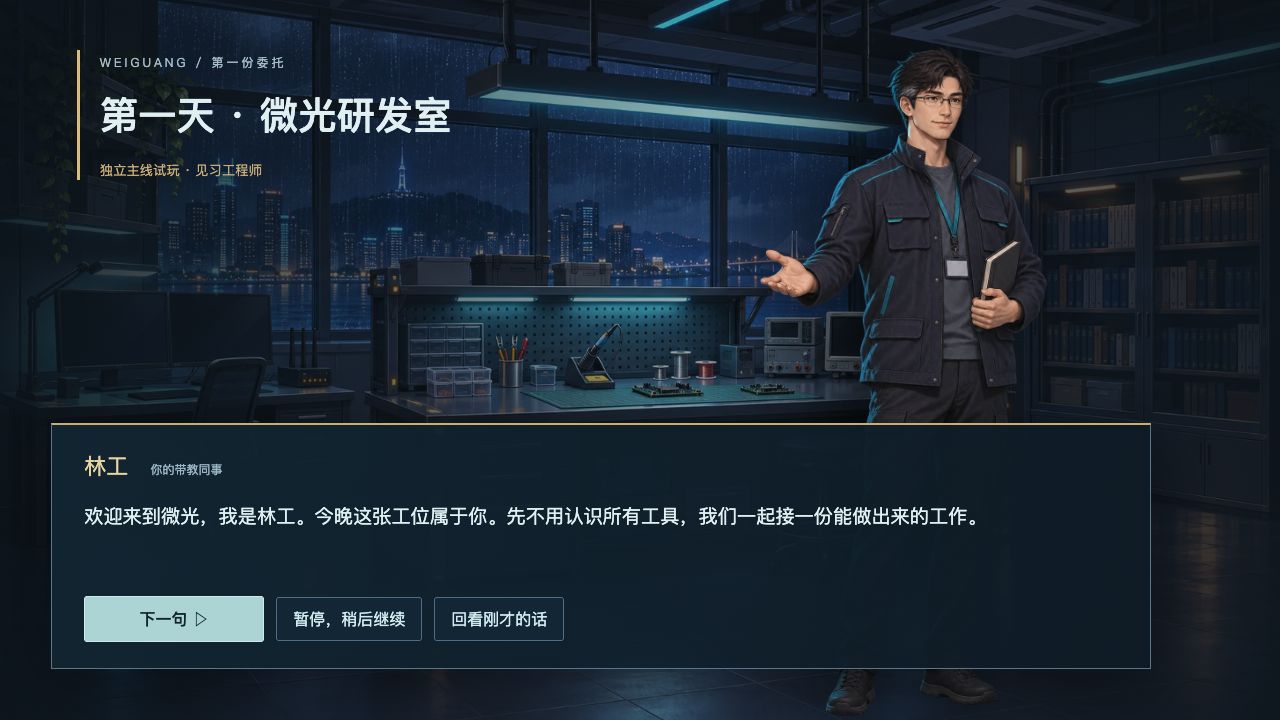 WEIGUANG / 第一份委托
第一天 · 微光研发室
独立主线试玩 · 见习工程师
林工 你的带教同事
欢迎来到微光，我是林工。今晚这张工位属于你。先不用认识所有工具，我们一起接一份能做出来的工作。
下一句 ▷ 暂停，稍后继续 回看刚才的话